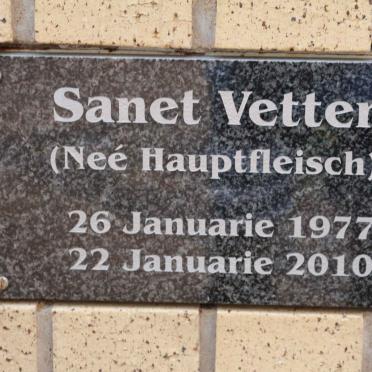 Sanet Vetter
(Neé Hauptfleisch)
26 Januarie 1977
22 Januarie 2010